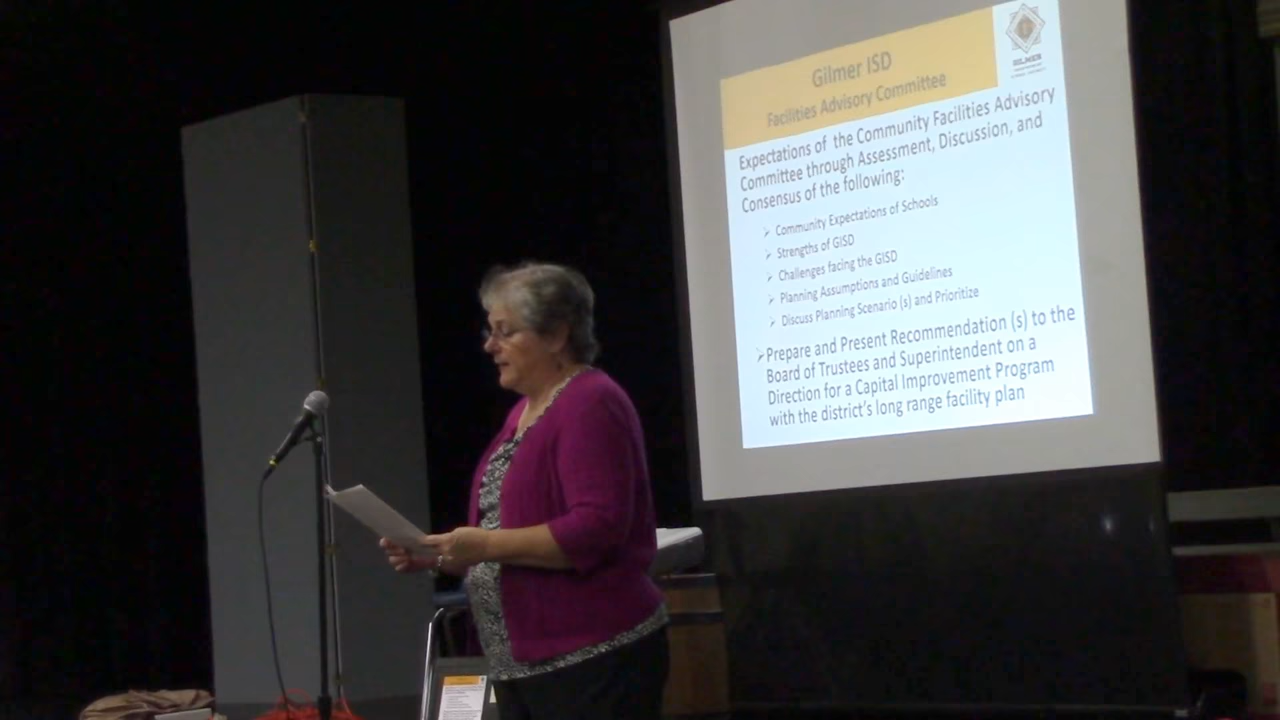 Gilmer ISD
Facilities Advisory Committee
GILMER
Expectations of the Community Facilities Advisory
Committee through Assessment, Discussion, and
Consensus of the following:
➢ Community Expectations of Schools
➢ Strengths of GISD
➢ Challenges facing the GISD
➢ Planning Assumptions and Guidelines
➢ Discuss Planning Scenario (s) and Prioritize
➢ Prepare and Present Recommendation (s) to the
Board of Trustees and Superintendent on a
Direction for a Capital Improvement Program
with the district's long range facility plan